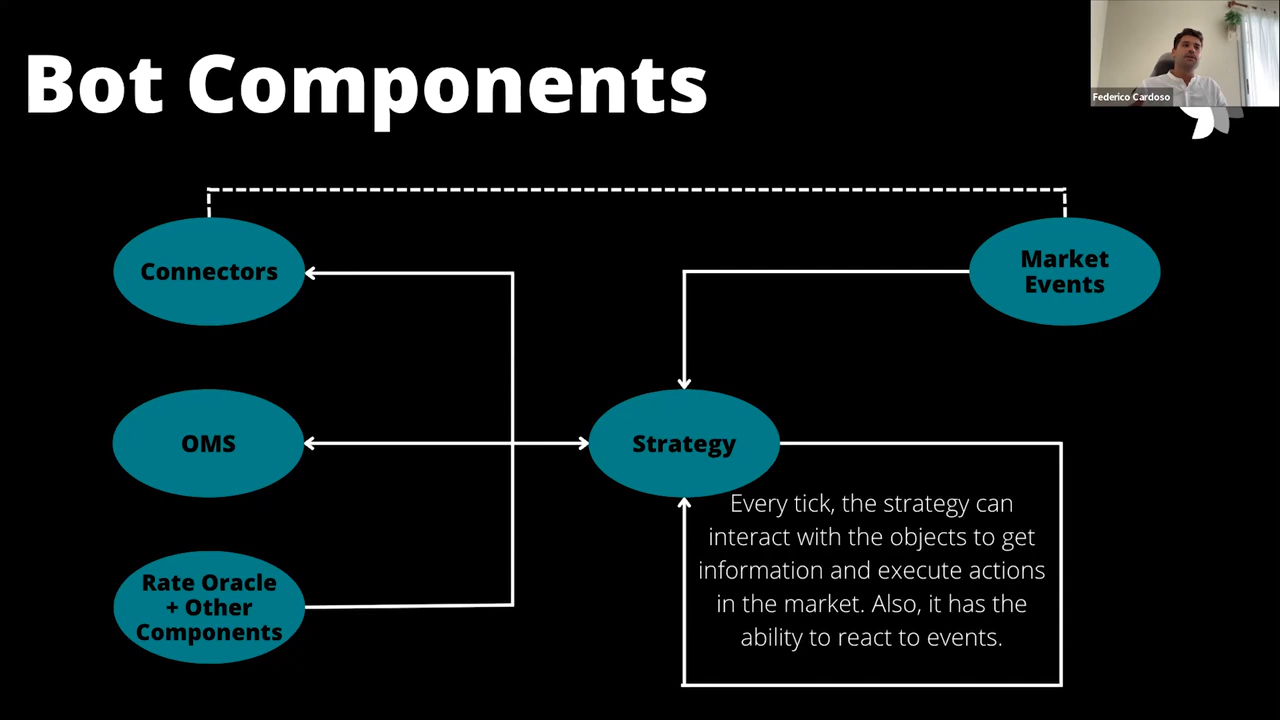 Bot Components
Federico Cardoso
Connectors
Market
Events
OMS
Strategy
Every tick, the strategy can
interact with the objects to get
information and execute actions
in the market. Also, it has the
ability to react to events.
Rate Oracle
+ Other
Components